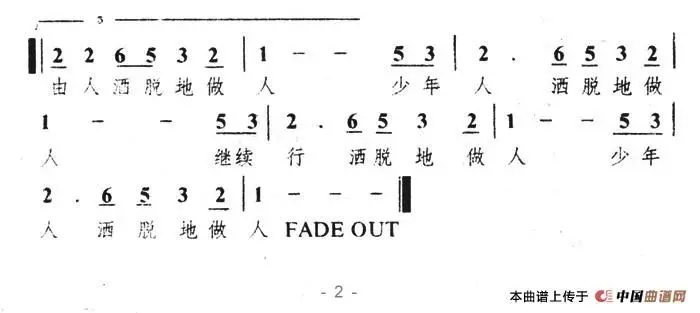 5
2 2 6 5 3 2 | 1 - - 5 3 | 2 . 6 5 3 2
由人洒脱地做 人 少年 人 洒脱地做
1 - - 5 3 | 2 . 6 5 3 2 | 1 - - 5 3
人 继续 行 洒脱 地 做 人 少年
2 . 6 5 3 2 | 1 - - -
人 洒 脱 地 做 人 FADE OUT
- 2 -
本曲谱上传于 中国曲谱网